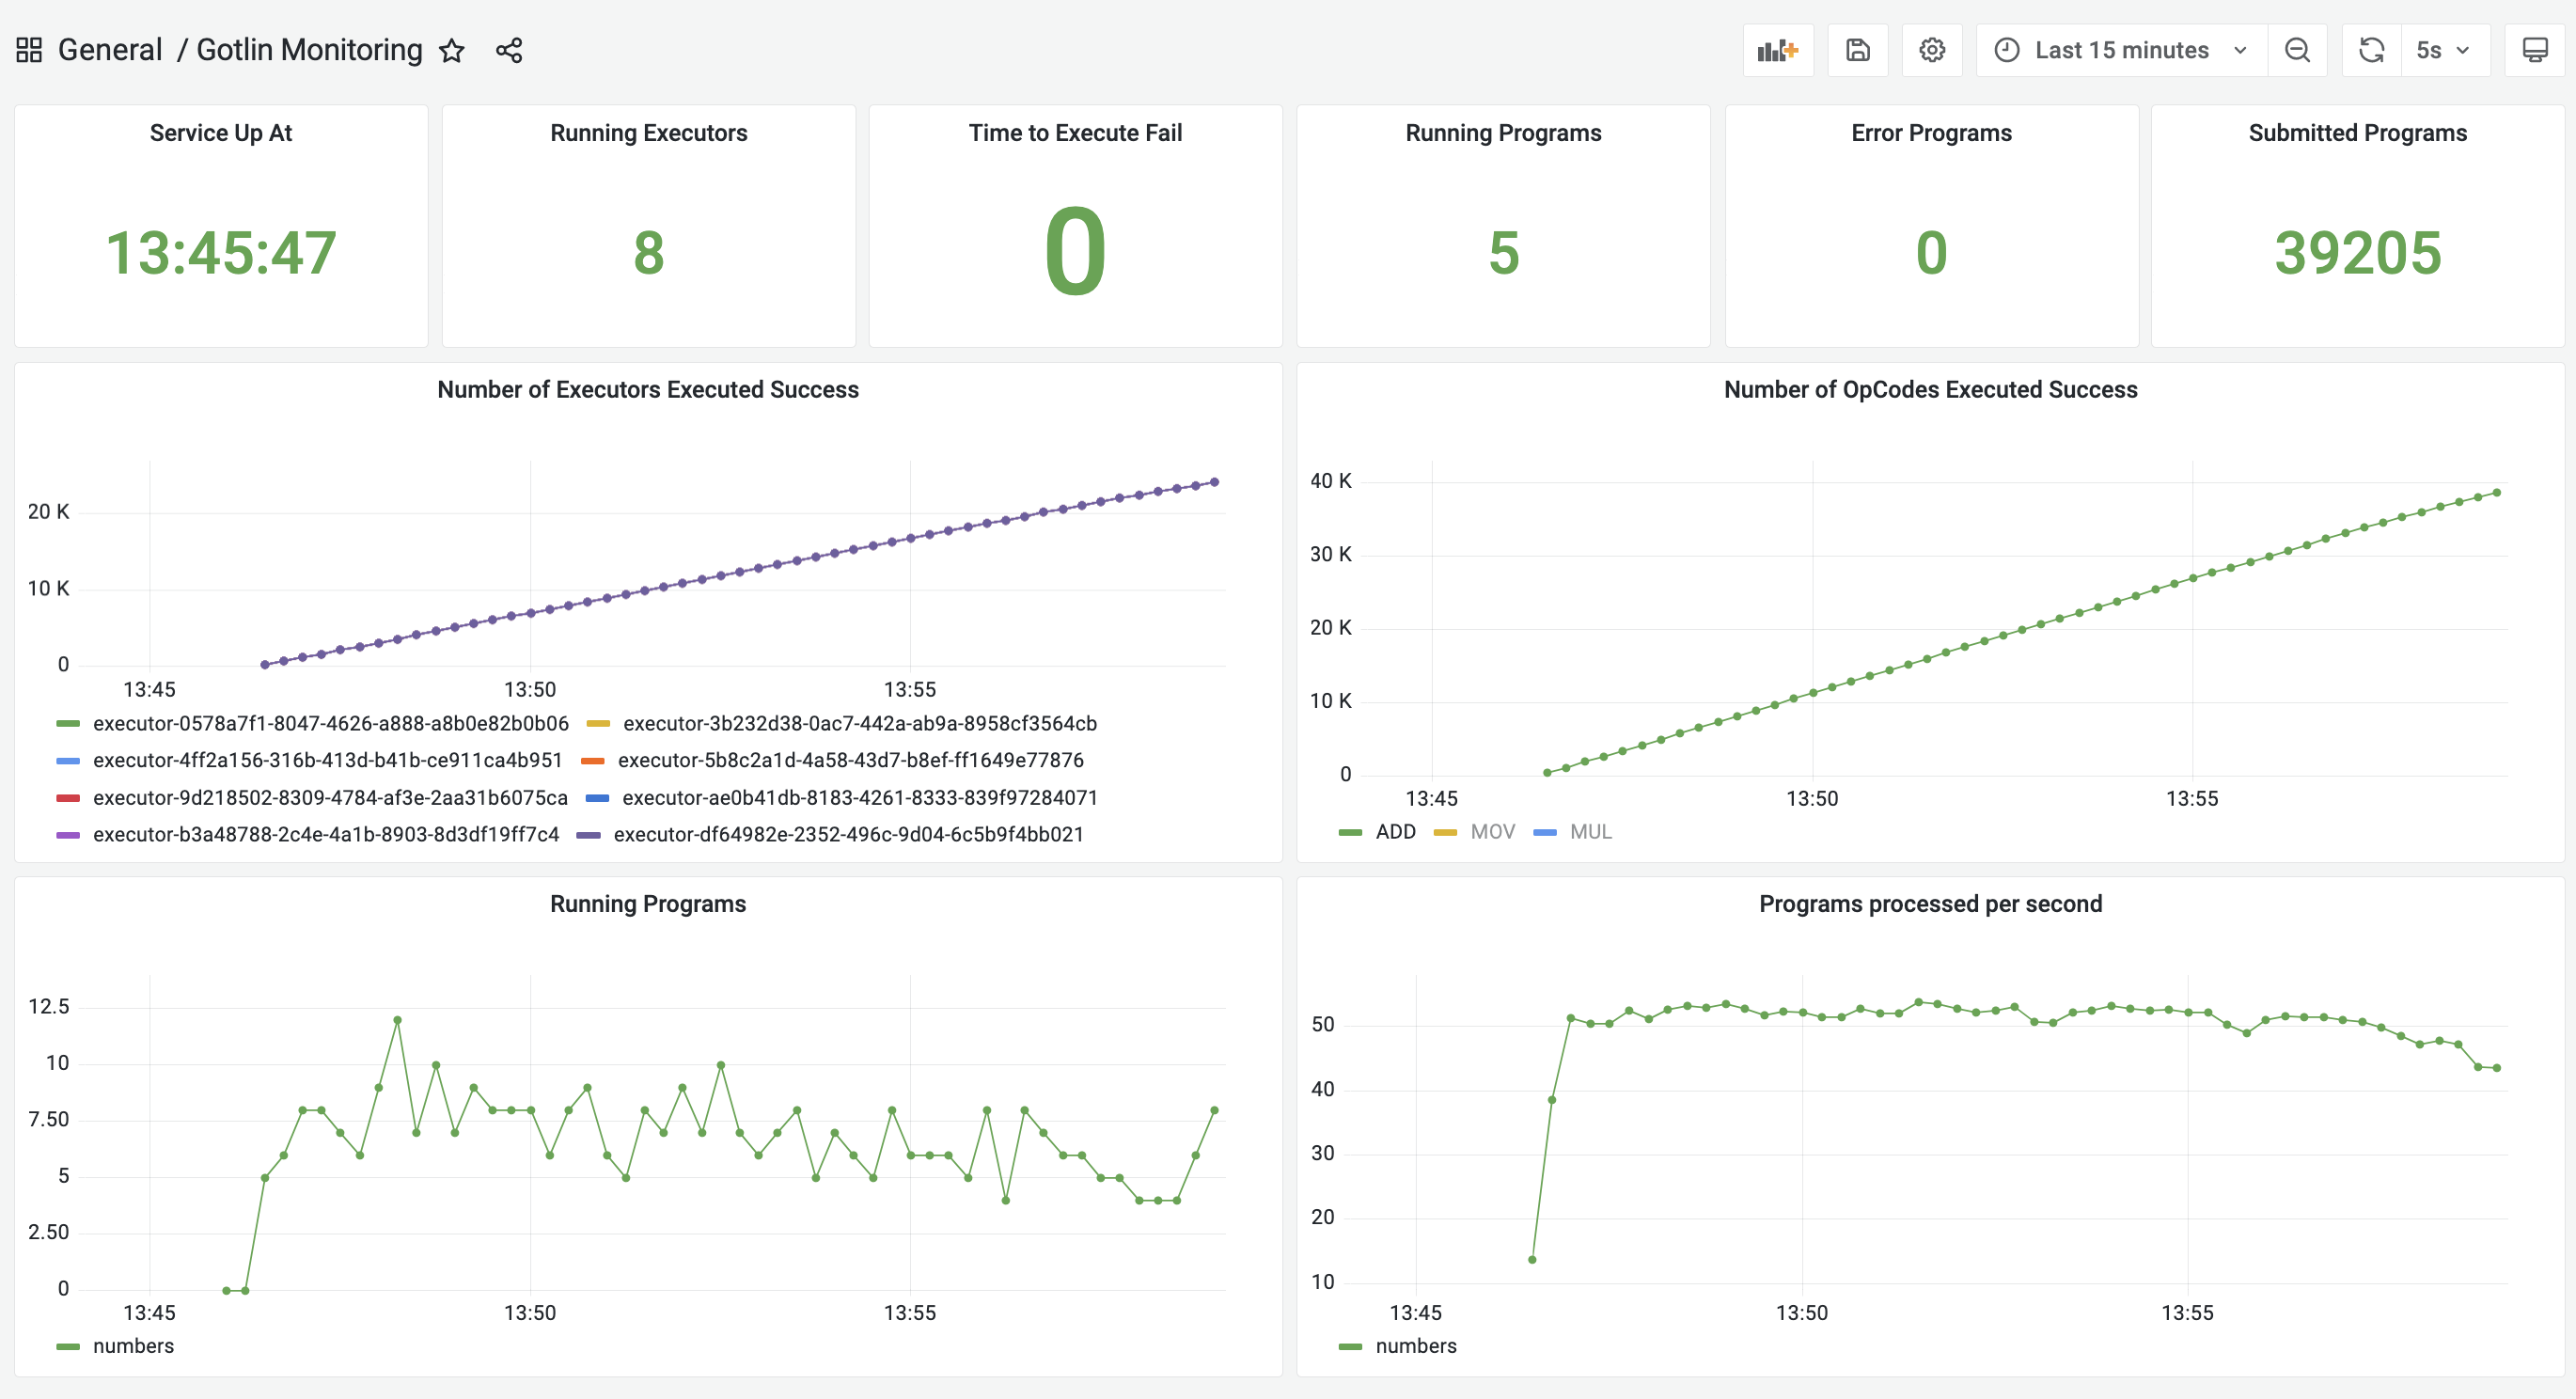 General / Gotlin Monitoring
Last 15 minutes
5s
Service Up At
13:45:47
Running Executors
8
Time to Execute Fail
0
Running Programs
5
Error Programs
0
Submitted Programs
39205
Number of Executors Executed Success
20 K
10 K
0
13:45 13:50 13:55
executor-0578a7f1-8047-4626-a888-a8b0e82b0b06 executor-3b232d38-0ac7-442a-ab9a-8958cf3564cb
executor-4ff2a156-316b-413d-b41b-ce911ca4b951 executor-5b8c2a1d-4a58-43d7-b8ef-ff1649e77876
executor-9d218502-8309-4784-af3e-2aa31b6075ca executor-ae0b41db-8183-4261-8333-839f97284071
executor-b3a48788-2c4e-4a1b-8903-8d3df19ff7c4 executor-df64982e-2352-496c-9d04-6c5b9f4bb021
Number of OpCodes Executed Success
40 K
30 K
20 K
10 K
0
13:45 13:50 13:55
ADD MOV MUL
Running Programs
12.5
10
7.50
5
2.50
0
13:45 13:50 13:55
numbers
Programs processed per second
50
40
30
20
10
13:45 13:50 13:55
numbers